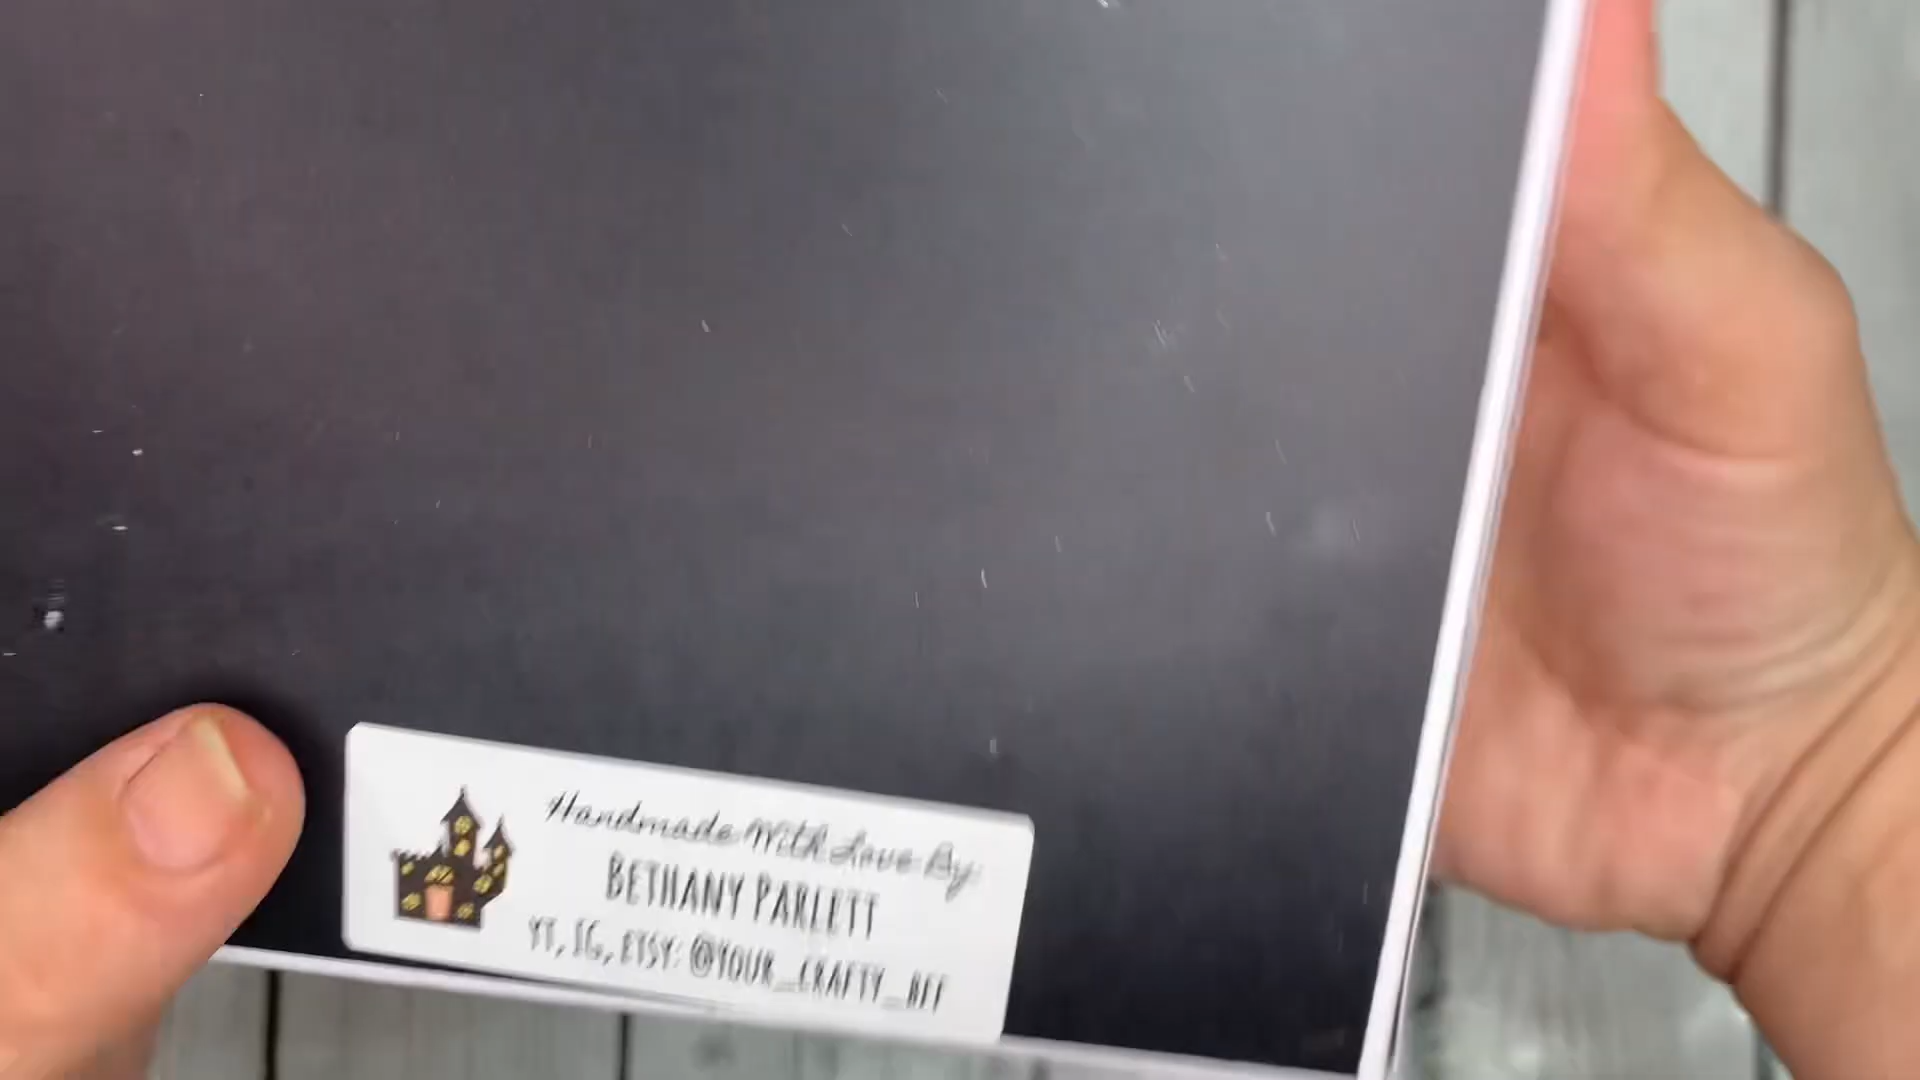 Handmade With Love By:
BETHANY PARLETT
YT, IG, ETSY: @YOUR_CRAFTY_BFF